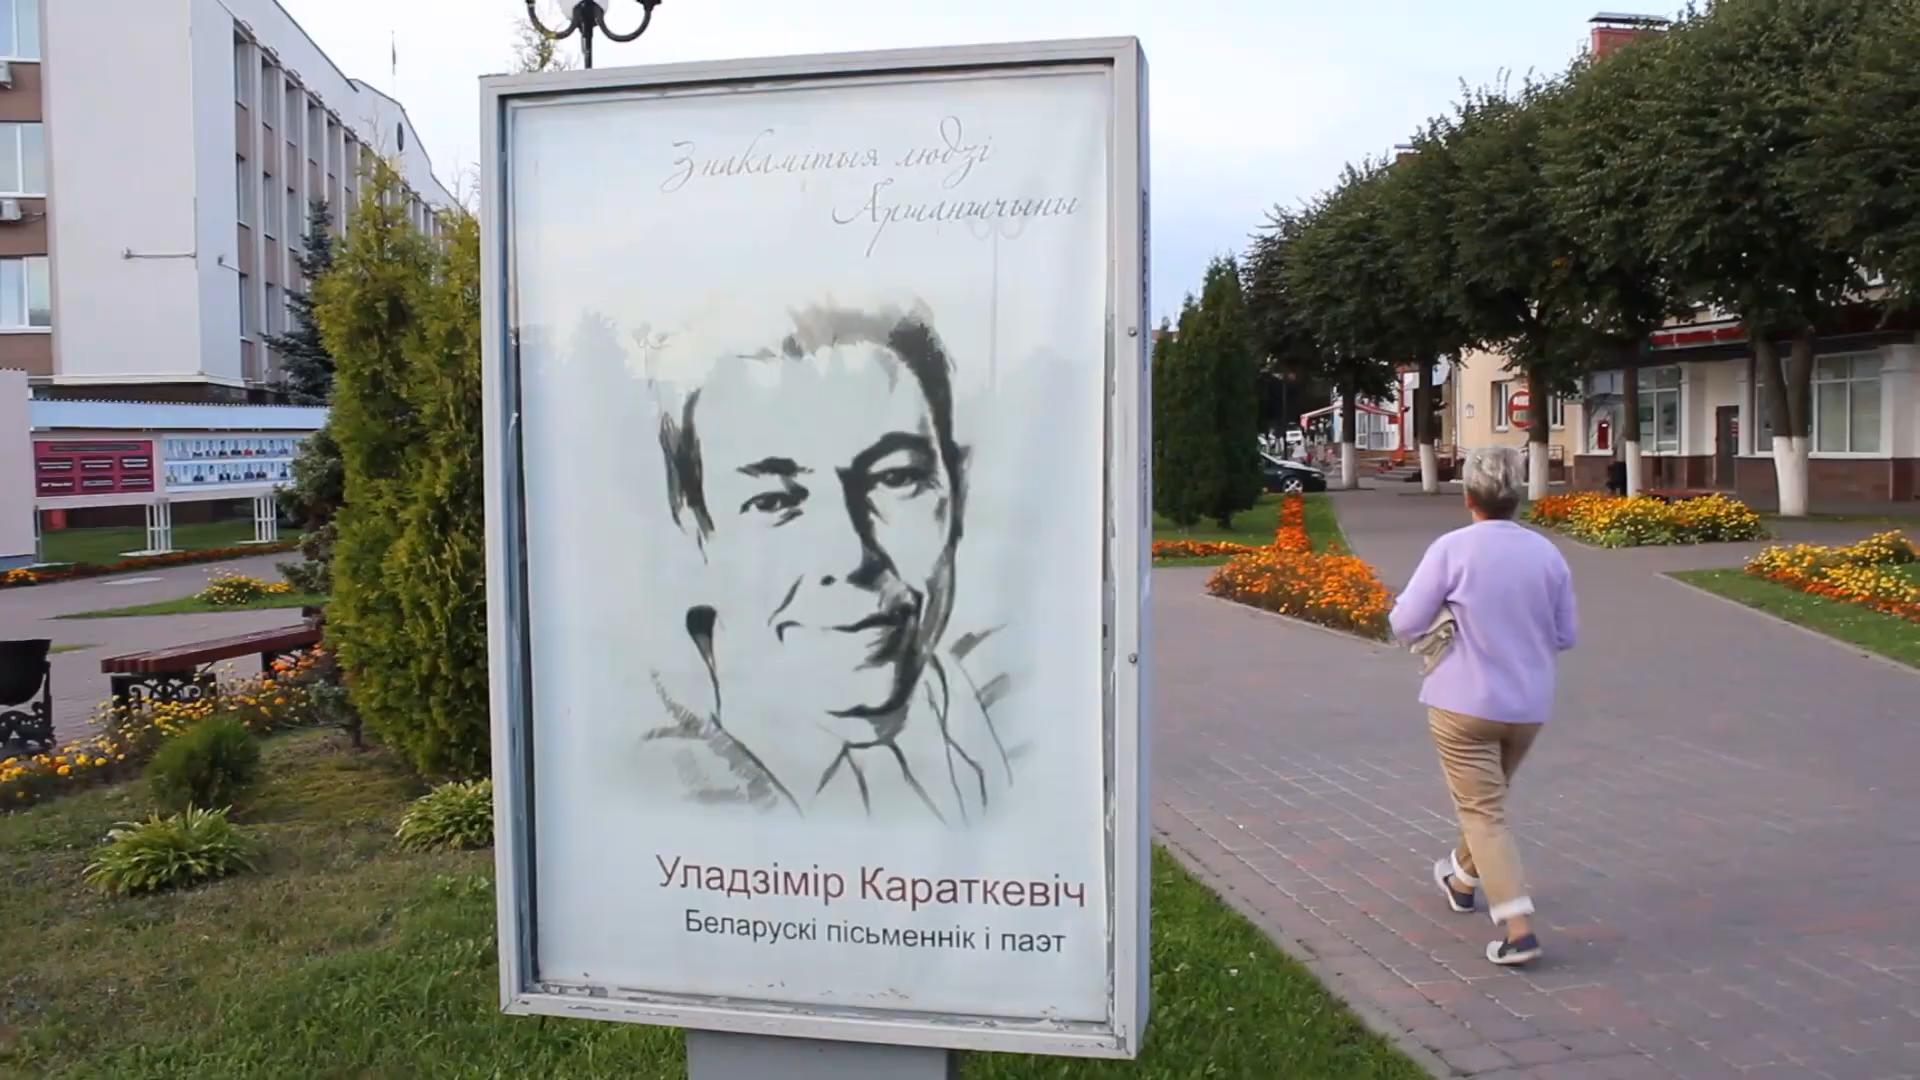 Знакамітыя людзі
Аршаншчыны
Уладзімір Караткевіч
Беларускі пісьменнік і паэт